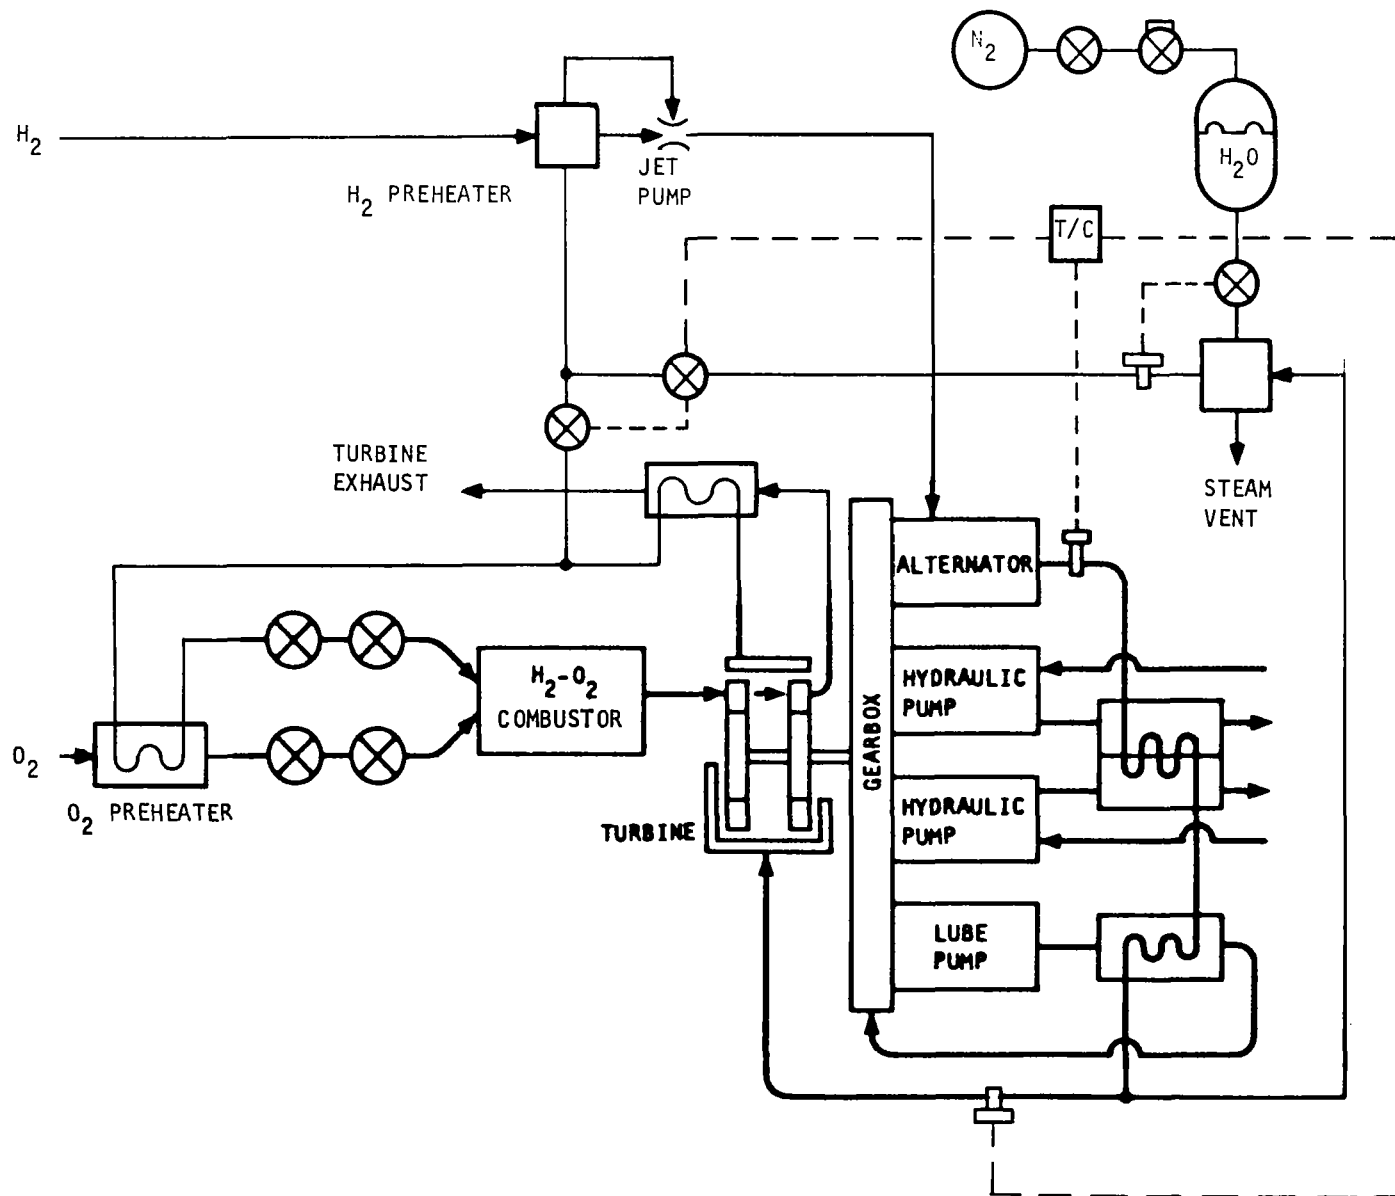 N2
H2
H2O
JET
PUMP
H2 PREHEATER
T/C
TURBINE
EXHAUST
STEAM
VENT
ALTERNATOR
H2-O2
COMBUSTOR
HYDRAULIC
PUMP
GEARBOX
O2
O2 PREHEATER
HYDRAULIC
PUMP
TURBINE
LUBE
PUMP